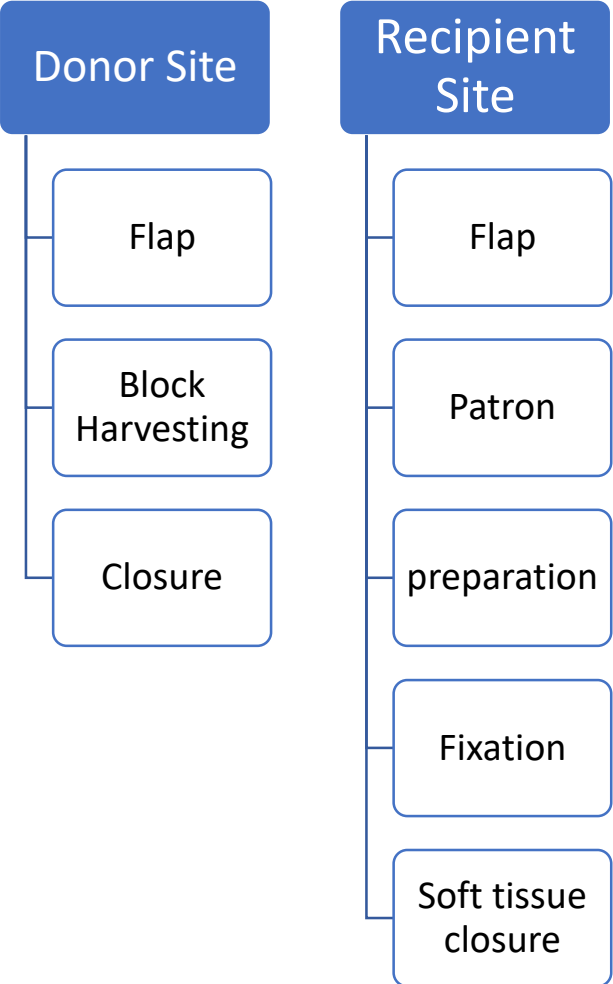 Donor Site
Flap
Block
Harvesting
Closure
Recipient
Site
Flap
Patron
preparation
Fixation
Soft tissue
closure